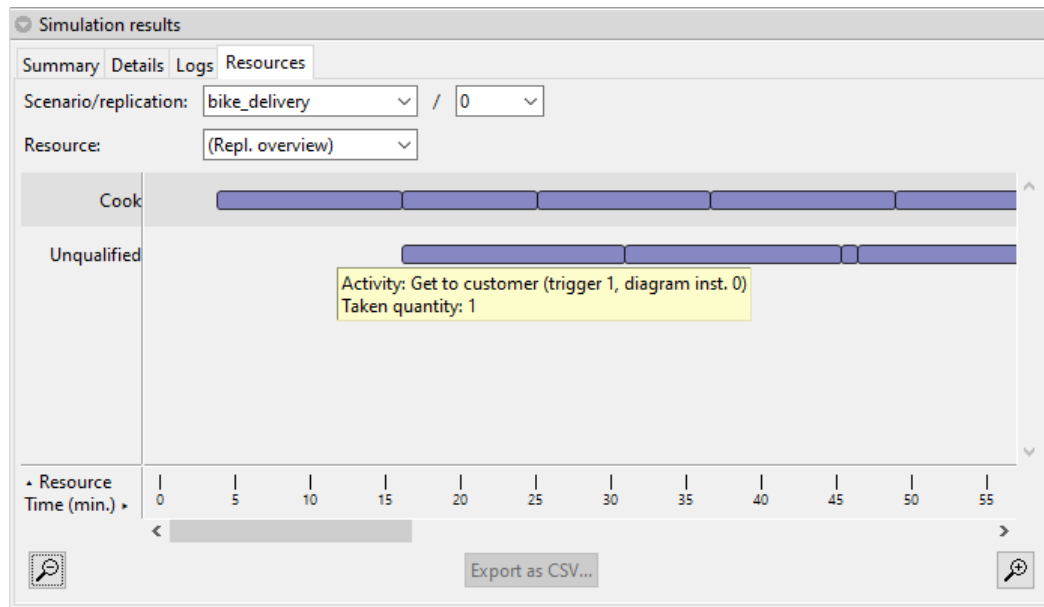 Simulation results
Summary Details Logs Resources
Scenario/replication: bike_delivery / 0
Resource: (Repl. overview)
Cook
Unqualified
Activity: Get to customer (trigger 1, diagram inst. 0)
Taken quantity: 1
Resource
Time (min.)
0 5 10 15 20 25 30 35 40 45 50 55
Export as CSV...